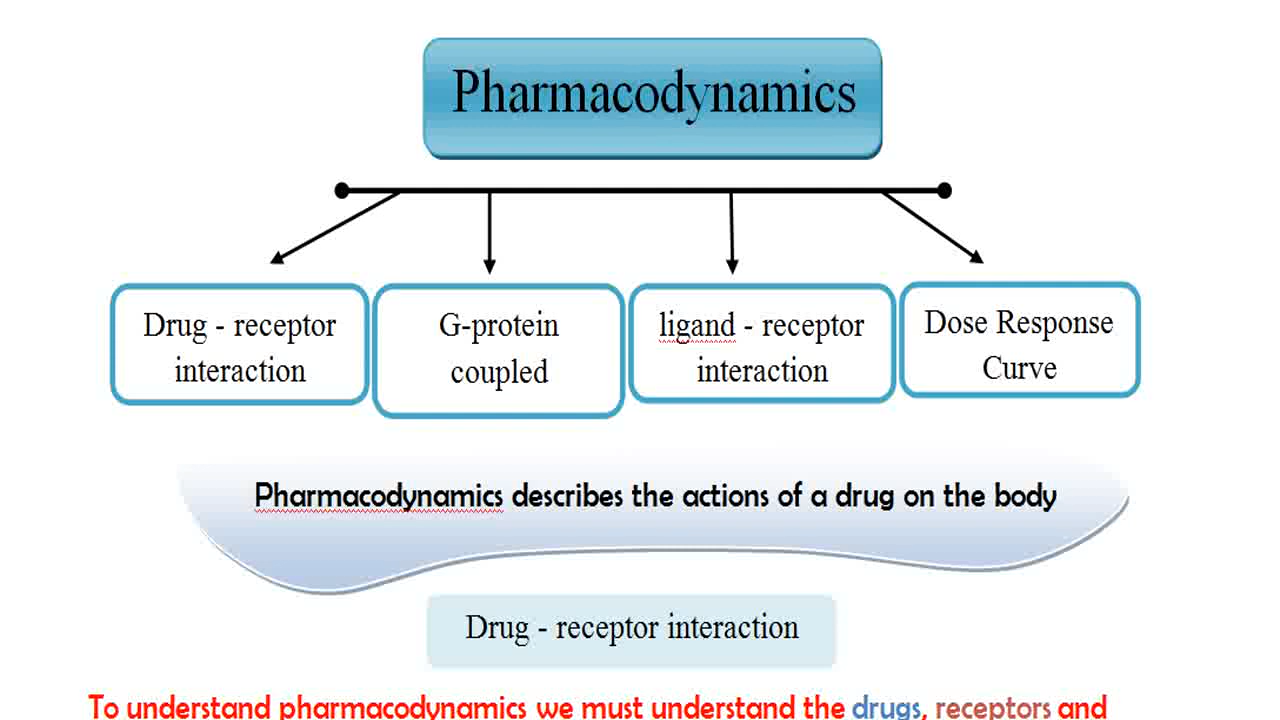 Pharmacodynamics
Drug - receptor
interaction
G-protein
coupled
ligand - receptor
interaction
Dose Response
Curve
Pharmacodynamics describes the actions of a drug on the body
Drug - receptor interaction
To understand pharmacodynamics we must understand the drugs, receptors and